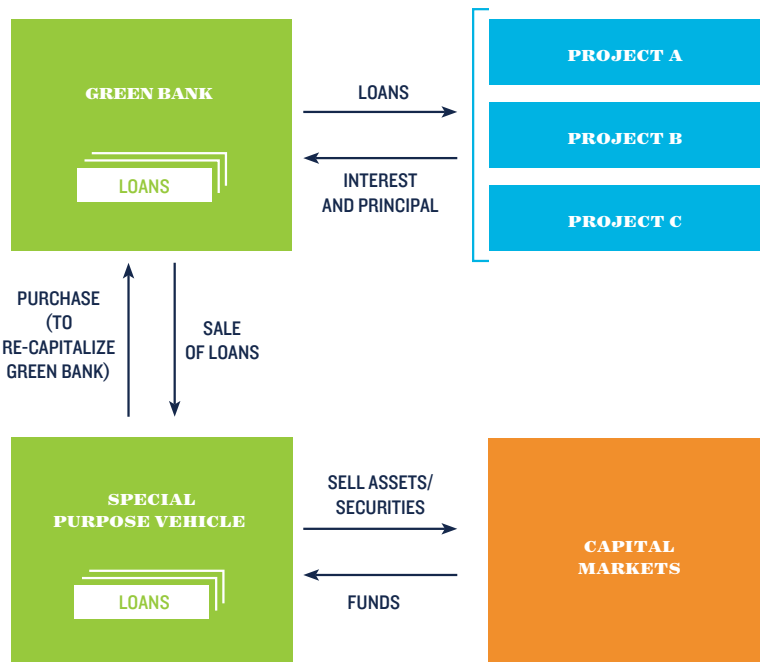 GREEN BANK
LOANS
LOANS
INTEREST
AND PRINCIPAL
PROJECT A
PROJECT B
PROJECT C
PURCHASE
(TO
RE-CAPITALIZE
GREEN BANK)
SALE
OF LOANS
SPECIAL
PURPOSE VEHICLE
LOANS
SELL ASSETS/
SECURITIES
FUNDS
CAPITAL
MARKETS